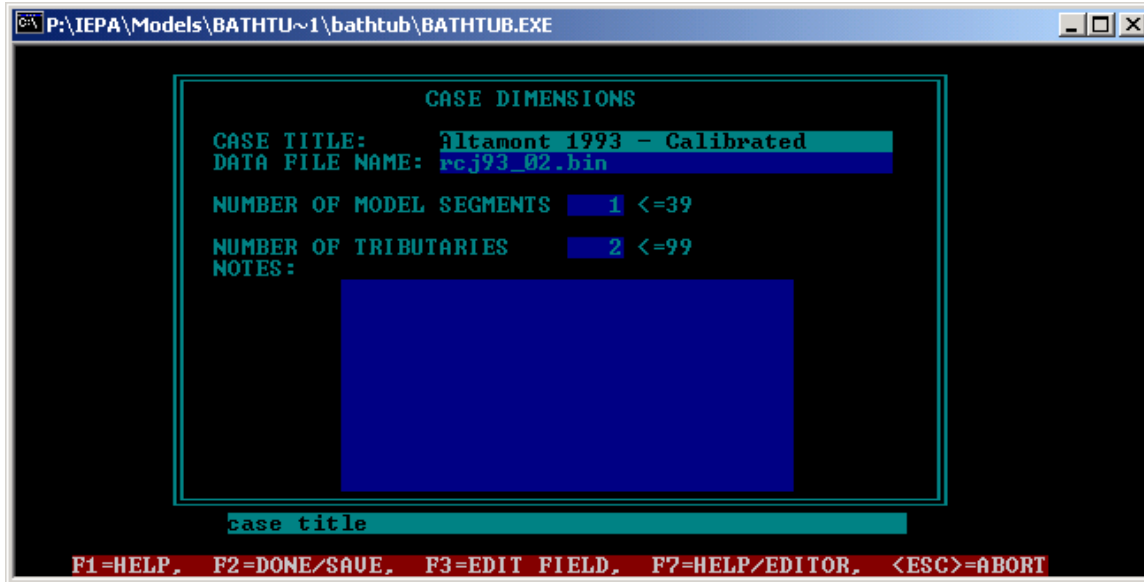 P:\IEPA\Models\BATHTU~1\bathtub\BATHTUB.EXE
CASE DIMENSIONS
CASE TITLE: Altamont 1993 - Calibrated
DATA FILE NAME: rcj93_02.bin
NUMBER OF MODEL SEGMENTS 1 <=39
NUMBER OF TRIBUTARIES 2 <=99
NOTES:
case title
F1=HELP, F2=DONE/SAVE, F3=EDIT FIELD, F7=HELP/EDITOR, <ESC>=ABORT